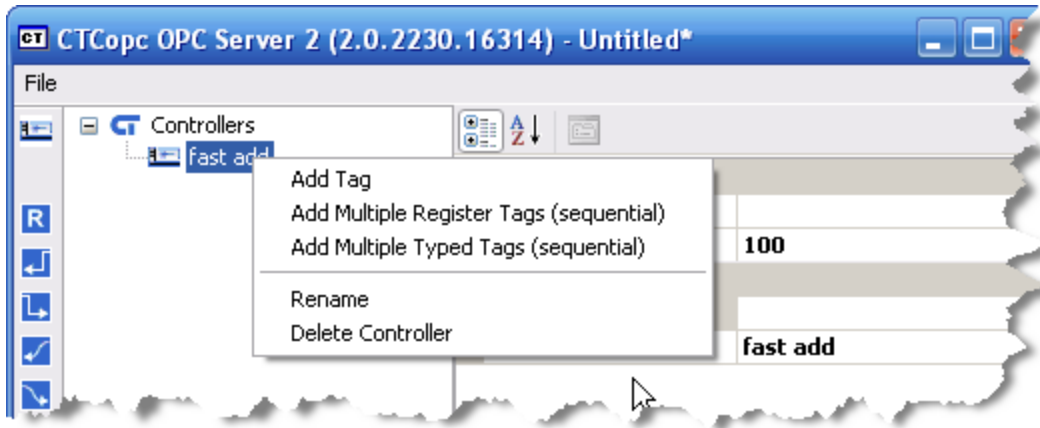 CT CTCopc OPC Server 2 (2.0.2230.16314) - Untitled*
File
CT Controllers
fast add
Add Tag
Add Multiple Register Tags (sequential)
Add Multiple Typed Tags (sequential)
Rename
Delete Controller
A
Z
R
100
fast add